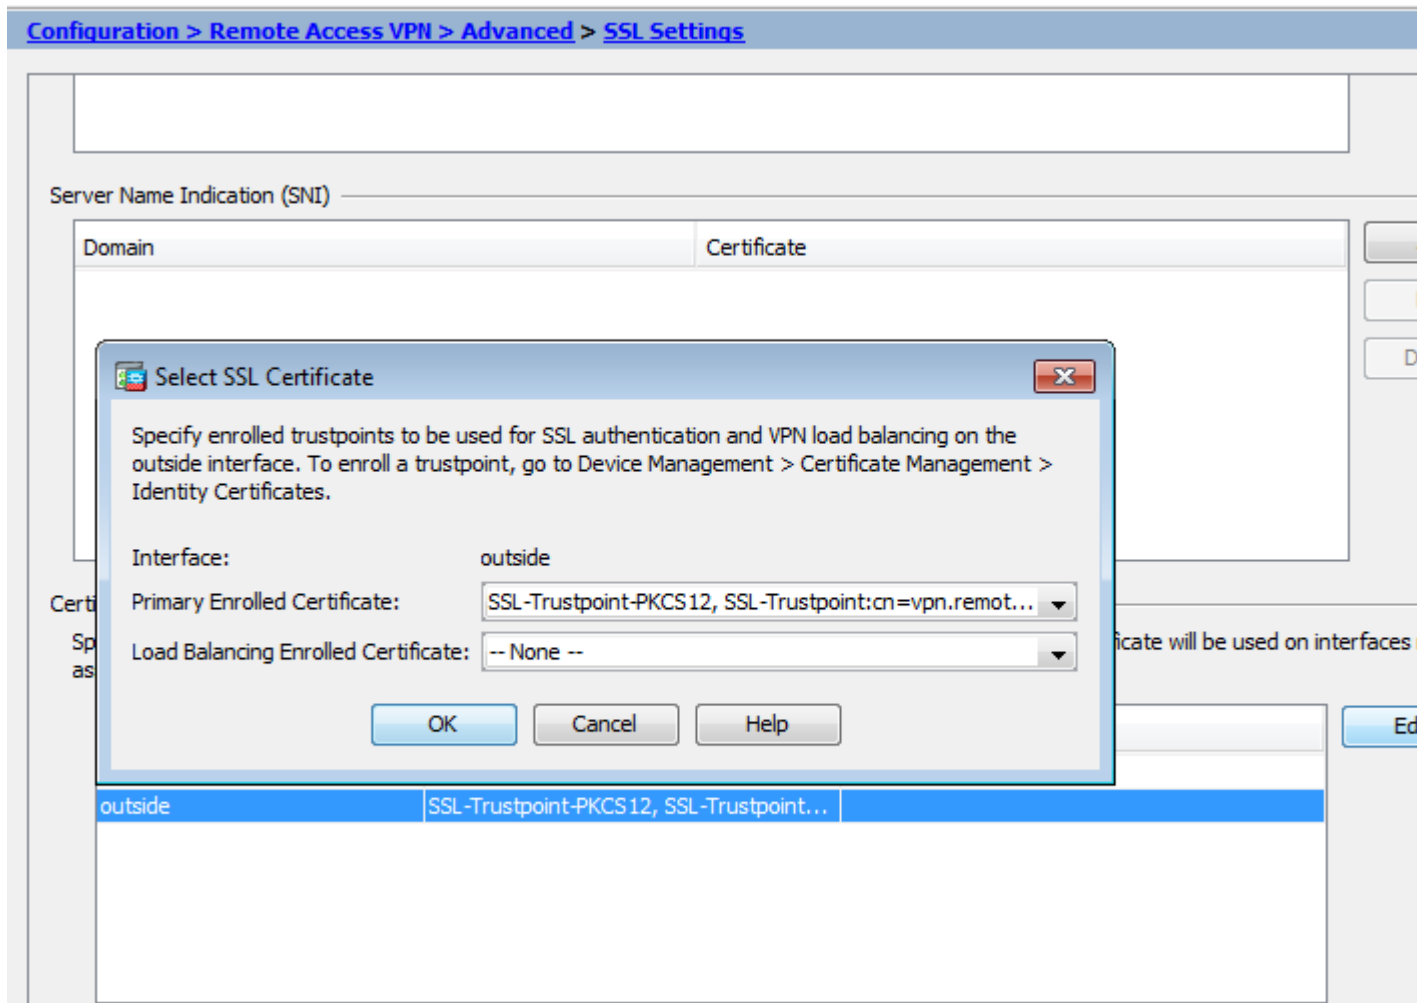 Configuration > Remote Access VPN > Advanced > SSL Settings
Server Name Indication (SNI)
Domain Certificate
Select SSL Certificate
Specify enrolled trustpoints to be used for SSL authentication and VPN load balancing on the
outside interface. To enroll a trustpoint, go to Device Management > Certificate Management >
Identity Certificates.
Interface: outside
Primary Enrolled Certificate: SSL-Trustpoint-PKCS12, SSL-Trustpoint:cn=vpn.remot...
Load Balancing Enrolled Certificate: -- None --
will be used on interfaces
OK Cancel Help
outside SSL-Trustpoint-PKCS12, SSL-Trustpoint...